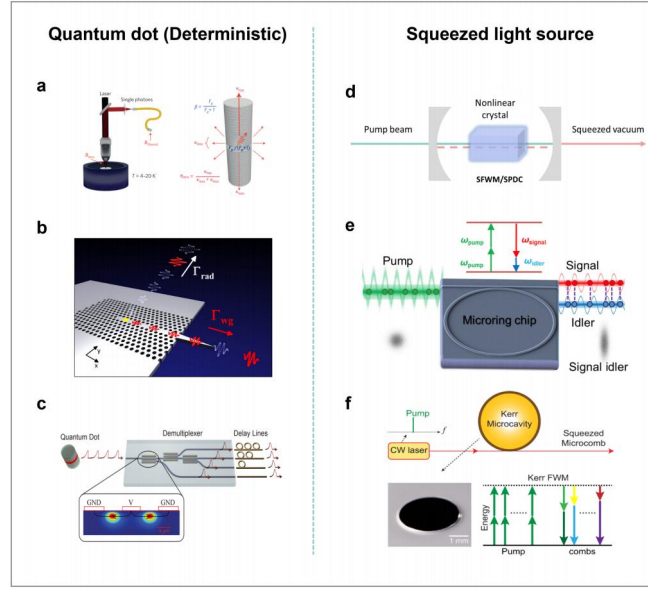 Quantum dot (Deterministic)
a
Laser
Single photons
T = 4–20 K
b
Γrad
Γwg
y
x
c
Quantum Dot
Demultiplexer
Delay Lines
GND
V
GND
Squeezed light source
d
Nonlinear
crystal
Pump beam
Squeezed vacuum
SFWM/SPDC
e
ωpump
ωsignal
ωpump
ωidler
Pump
Signal
Microring chip
Idler
Signal idler
f
Pump
f
CW laser
Kerr
Microcavity
Squeezed
Microcomb
Kerr FWM
Energy
1 mm
Pump
combs